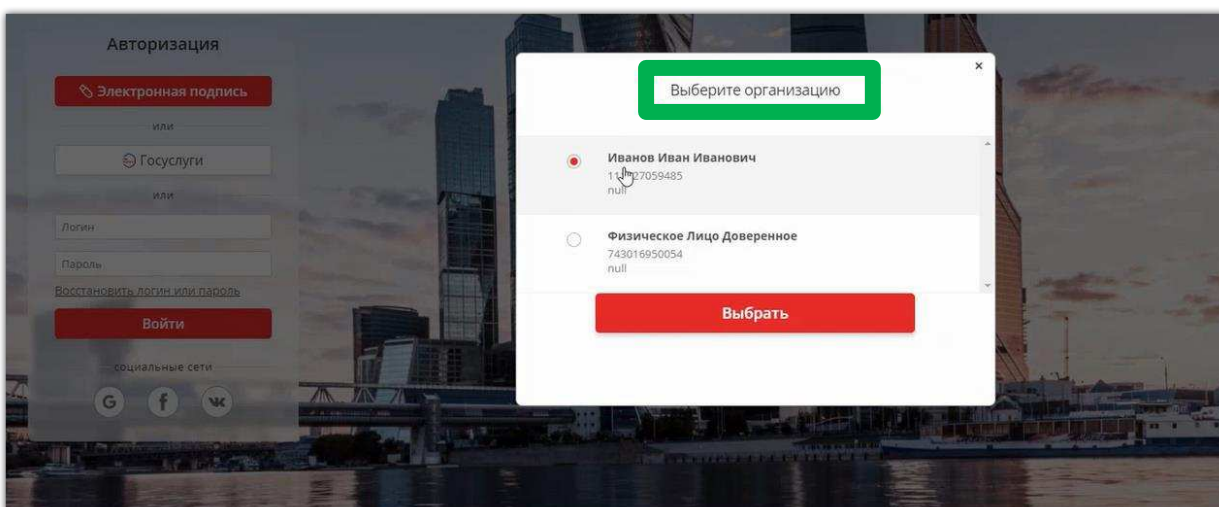 Авторизация
Электронная подпись
или
Госуслуги
или
Логин
Пароль
Восстановить логин или пароль
Войти
социальные сети
G f
×
Выберите организацию
Иванов Иван Иванович
null
Физическое Лицо Доверенное
743016950054
null
Выбрать